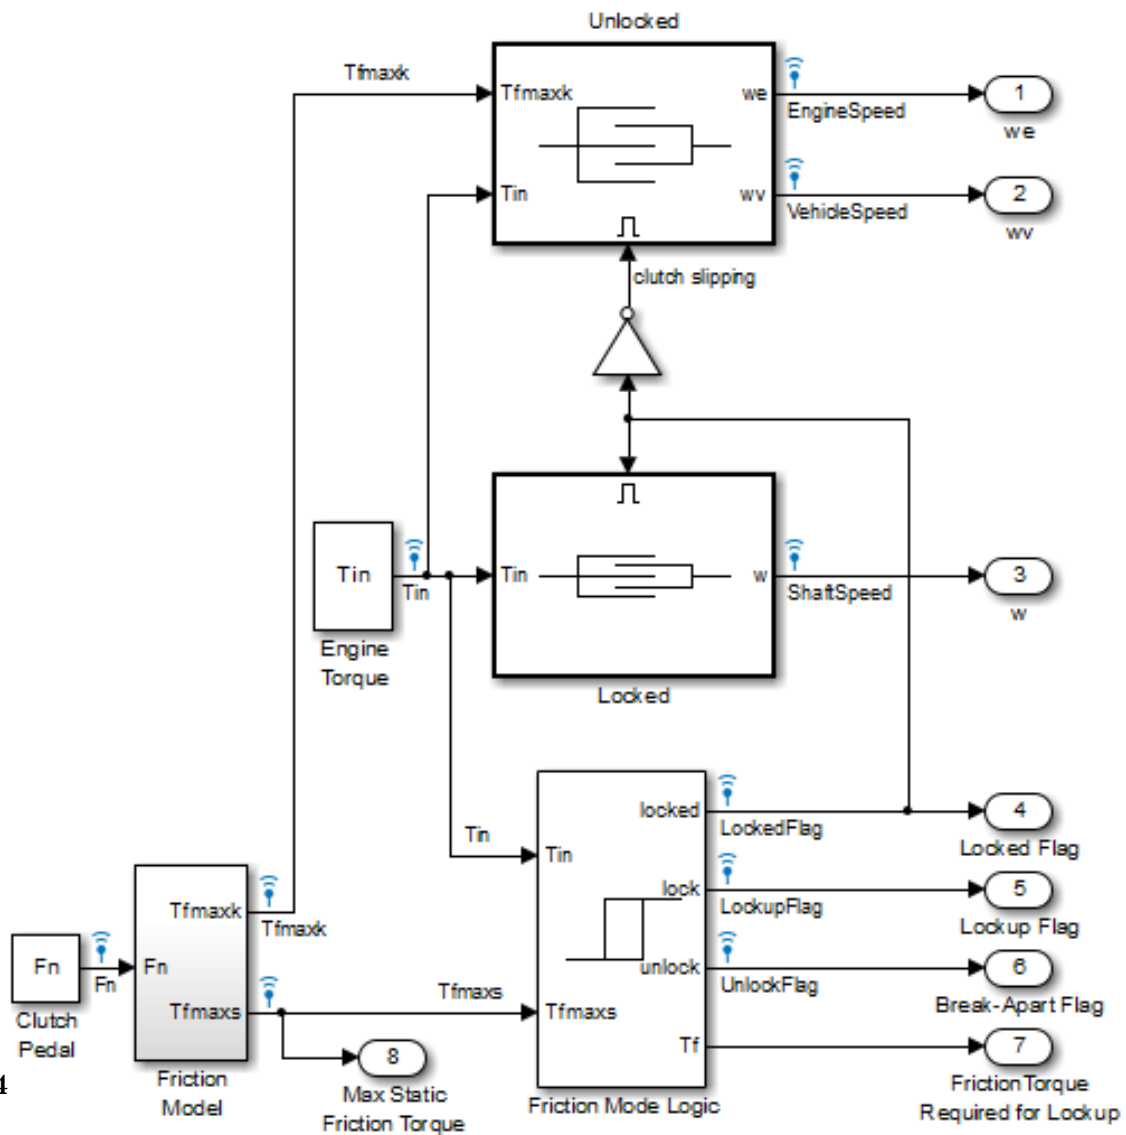 Unlocked
Tfmaxk
Tfmaxk
we
EngineSpeed
1
we
Tin
wv
VehicleSpeed
2
wv
clutch slipping
Tin
Tin
Engine
Torque
Tin
w
ShaftSpeed
3
w
Locked
locked
LockedFlag
4
Locked Flag
Tin
Tin
lock
LockupFlag
5
Lockup Flag
Tfmaxk
Tfmaxk
unlock
UnlockFlag
6
Break-Apart Flag
Fn
Fn
Clutch
Pedal
Fn
Tfmaxs
Friction
Model
Tfmaxs
Tfmaxs
8
Max Static
Friction Torque
Tf
7
Friction Torque
Required for Lockup
Friction Mode Logic
4